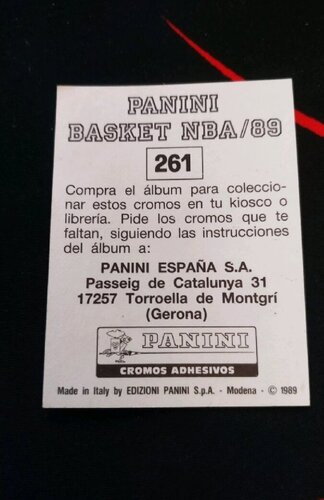 PANINI
BASKET NBA/89
261
Compra el álbum para coleccio-
nar estos cromos en tu kiosco o
librería. Pide los cromos que te
faltan, siguiendo las instrucciones
del álbum a:
PANINI ESPAÑA S.A.
Passeig de Catalunya 31
17257 Torroella de Montgrí
(Gerona)
PANINI
CROMOS ADHESIVOS
Made in Italy by EDIZIONI PANINI S.p.A. - Modena - © 1989